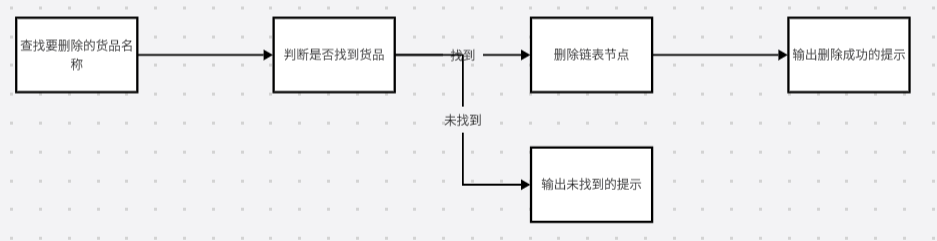 查找要删除的货品名
称
判断是否找到货品
找到
删除链表节点
输出删除成功的提示
未找到
输出未找到的提示